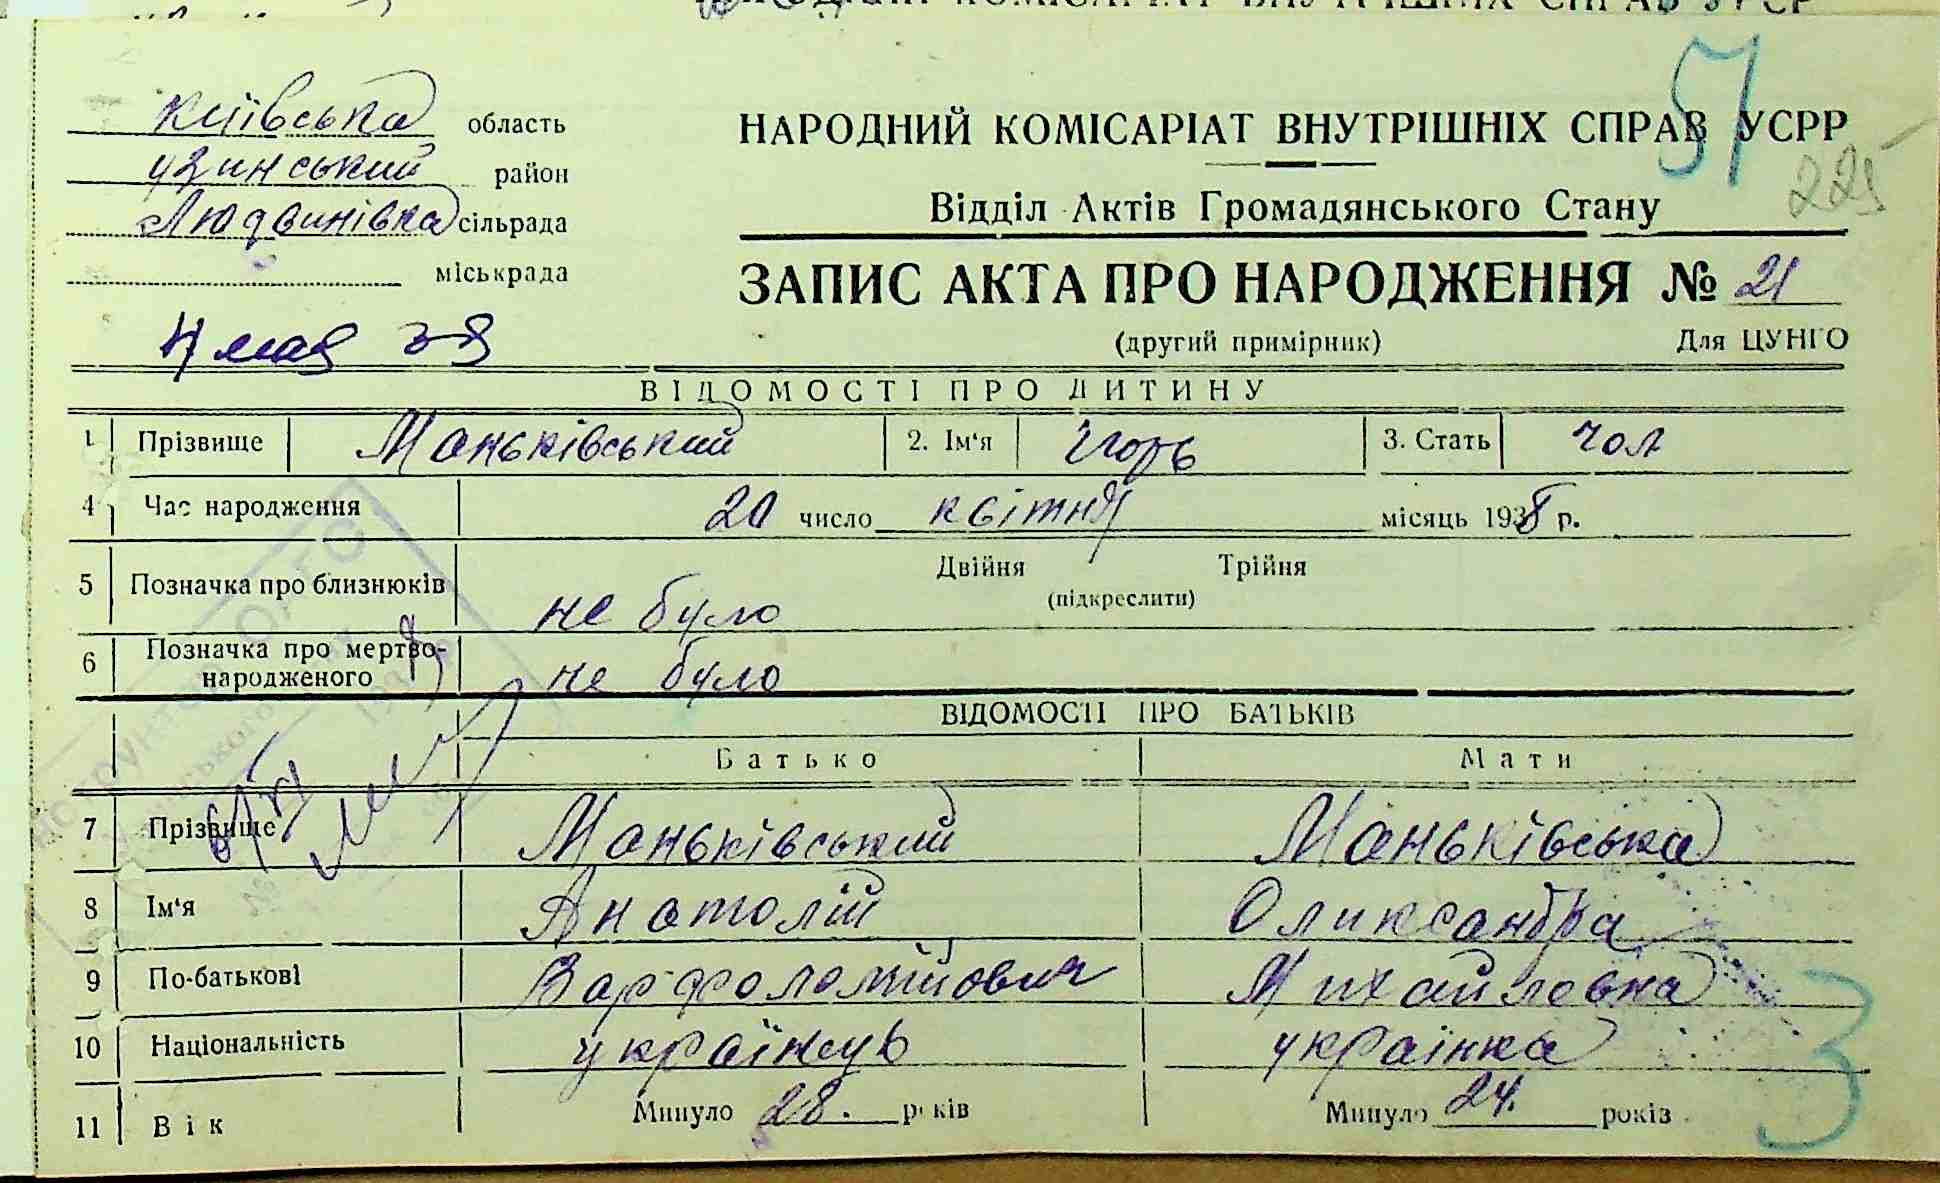 Київська область
узинський район
Людвинівка сільрада
міськрада
4 мая 38
НАРОДНИЙ КОМІСАРІАТ ВНУТРІШНІХ СПРАВ УСРР
51
225
Відділ Актів Громадянського Стану
ЗАПИС АКТА ПРО НАРОДЖЕННЯ № 21
(другий примірник) Для ЦУНГО
ВІДОМОСТІ ПРО ДИТИНУ
1 Прізвище Маньківський 2. Ім'я Ігорь 3. Стать чол
4 Час народження 20 число квітня місяць 1938 р.
5 Позначка про близнюків не було Двійня Трійня
(підкреслити)
6 Позначка про мертво-
народженого не було
ВІДОМОСТІ ПРО БАТЬКІВ
Батько Мати
7 Прізвище Маньківський Маньківська
8 Ім'я Анатолій Оликсандра
9 По-батькові Варфоломійович Михайловна
10 Національність українець українка
11 Вік Минуло 28. років Минуло 24. років
3